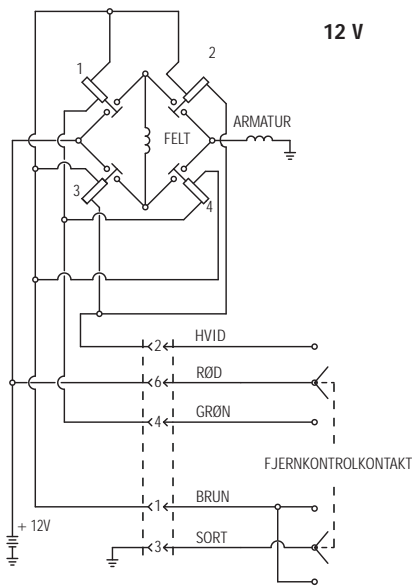 12 V
1
2
FELT
ARMATUR
3
4
2 HVID
6 RØD
4 GRØN
FJERNKONTROLKONTAKT
1 BRUN
+ 12V
3 SORT